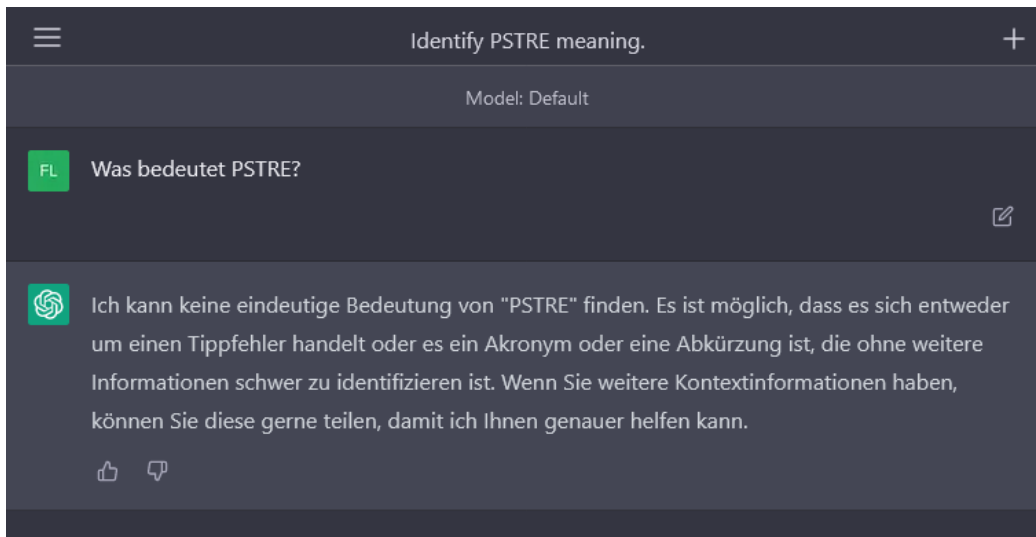 Identify PSTRE meaning.
Model: Default
FL
Was bedeutet PSTRE?
Ich kann keine eindeutige Bedeutung von "PSTRE" finden. Es ist möglich, dass es sich entweder
um einen Tippfehler handelt oder es ein Akronym oder eine Abkürzung ist, die ohne weitere
Informationen schwer zu identifizieren ist. Wenn Sie weitere Kontextinformationen haben,
können Sie diese gerne teilen, damit ich Ihnen genauer helfen kann.